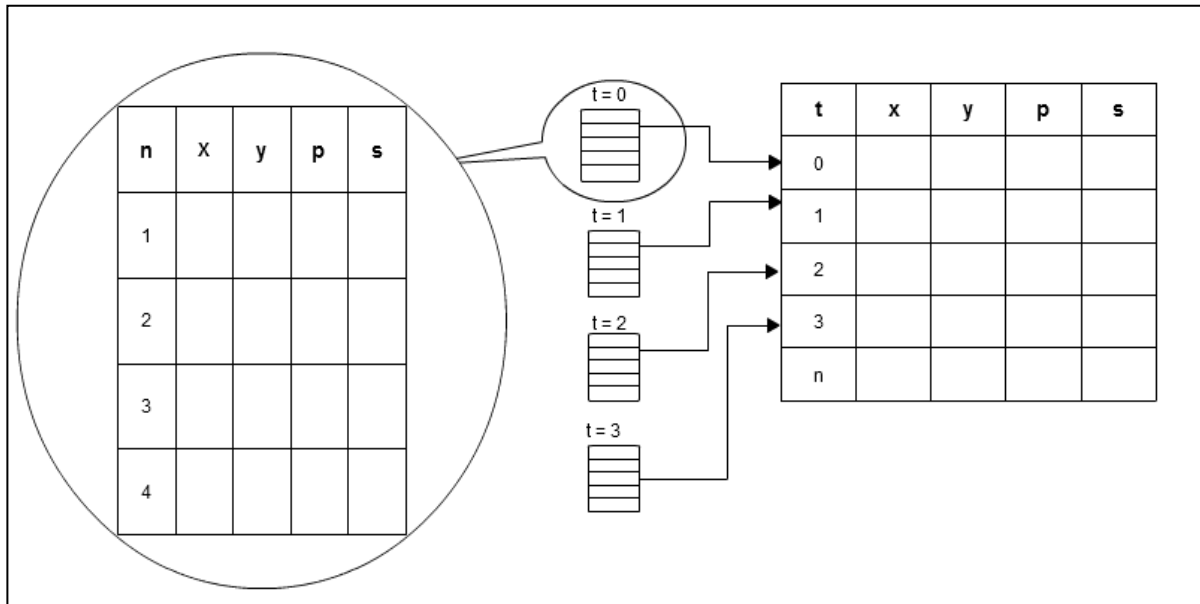 n x y p s
1
2
3
4
t = 0
t = 1
t = 2
t = 3
t x y p s
0
1
2
3
n